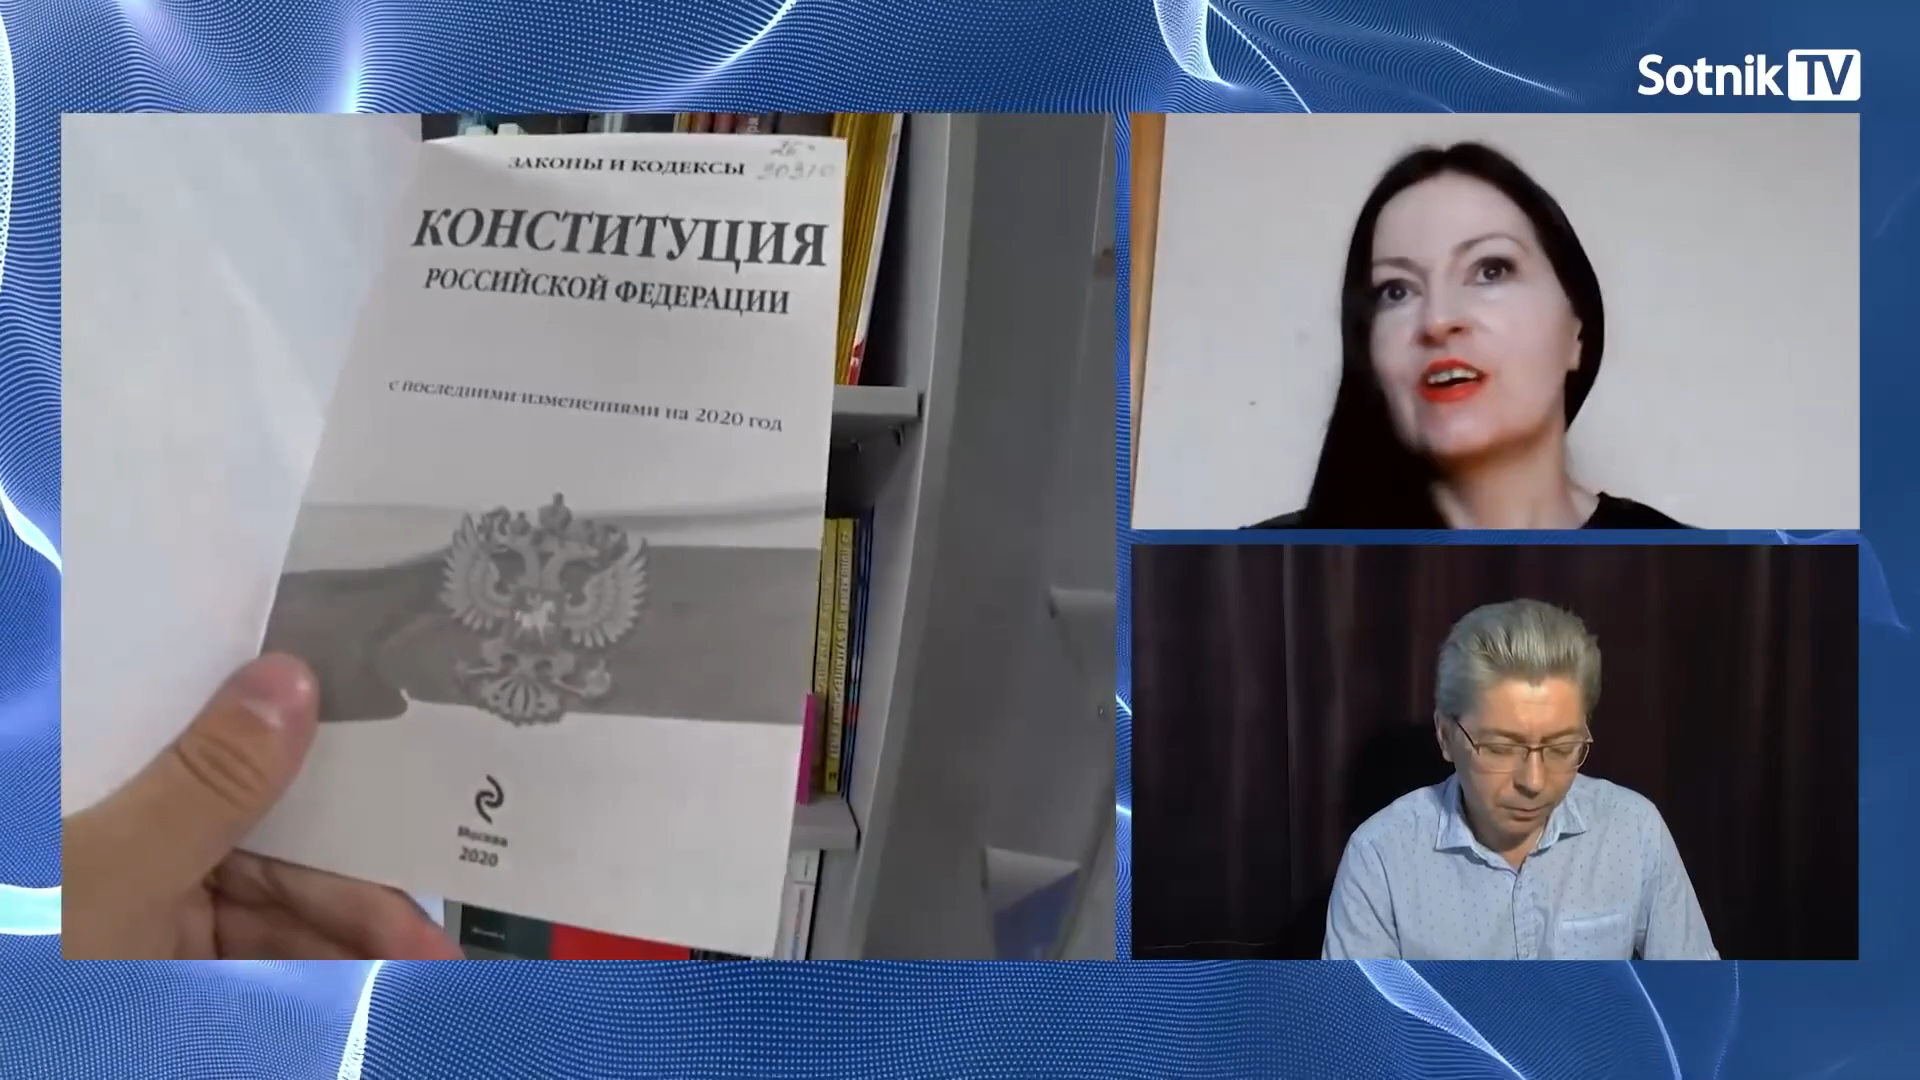 Sotnik TV
ЗАКОНЫ И КОДЕКСЫ
КОНСТИТУЦИЯ
РОССИЙСКОЙ ФЕДЕРАЦИИ
с последними изменениями на 2020 год
Москва
2020